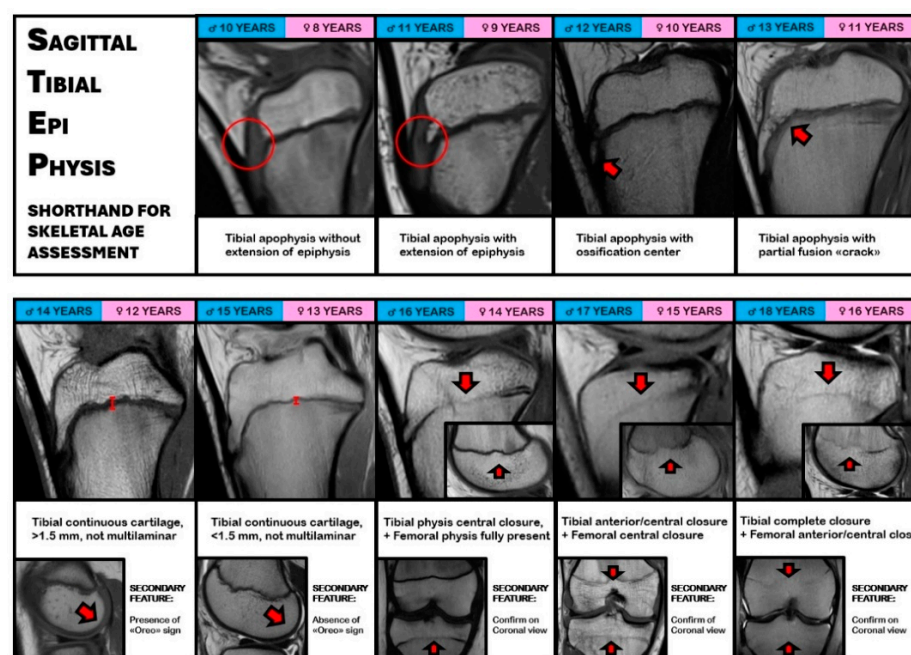 SAGITTAL
TIBIAL
EPI
PHYSIS
SHORTHAND FOR
SKELETAL AGE
ASSESSMENT
♂ 10 YEARS ♀ 8 YEARS
Tibial apophysis without
extension of epiphysis
♂ 11 YEARS ♀ 9 YEARS
Tibial apophysis with
extension of epiphysis
♂ 12 YEARS ♀ 10 YEARS
Tibial apophysis with
ossification center
♂ 13 YEARS ♀ 11 YEARS
Tibial apophysis with
partial fusion «crack»
♂ 14 YEARS ♀ 12 YEARS
Tibial continuous cartilage,
>1.5 mm, not multilaminar
SECONDARY
FEATURE:
Presence of
«Oreo» sign
♂ 15 YEARS ♀ 13 YEARS
Tibial continuous cartilage,
<1.5 mm, not multilaminar
SECONDARY
FEATURE:
Absence of
«Oreo» sign
♂ 16 YEARS ♀ 14 YEARS
Tibial physis central closure,
+ Femoral physis fully present
SECONDARY
FEATURE:
Confirm on
Coronal view
♂ 17 YEARS ♀ 15 YEARS
Tibial anterior/central closure
+ Femoral central closure
SECONDARY
FEATURE:
Confirm of
Coronal view
♂ 18 YEARS ♀ 16 YEARS
Tibial complete closure
+ Femoral anterior/central clos
SECONDARY
FEATURE:
Confirm on
Coronal view